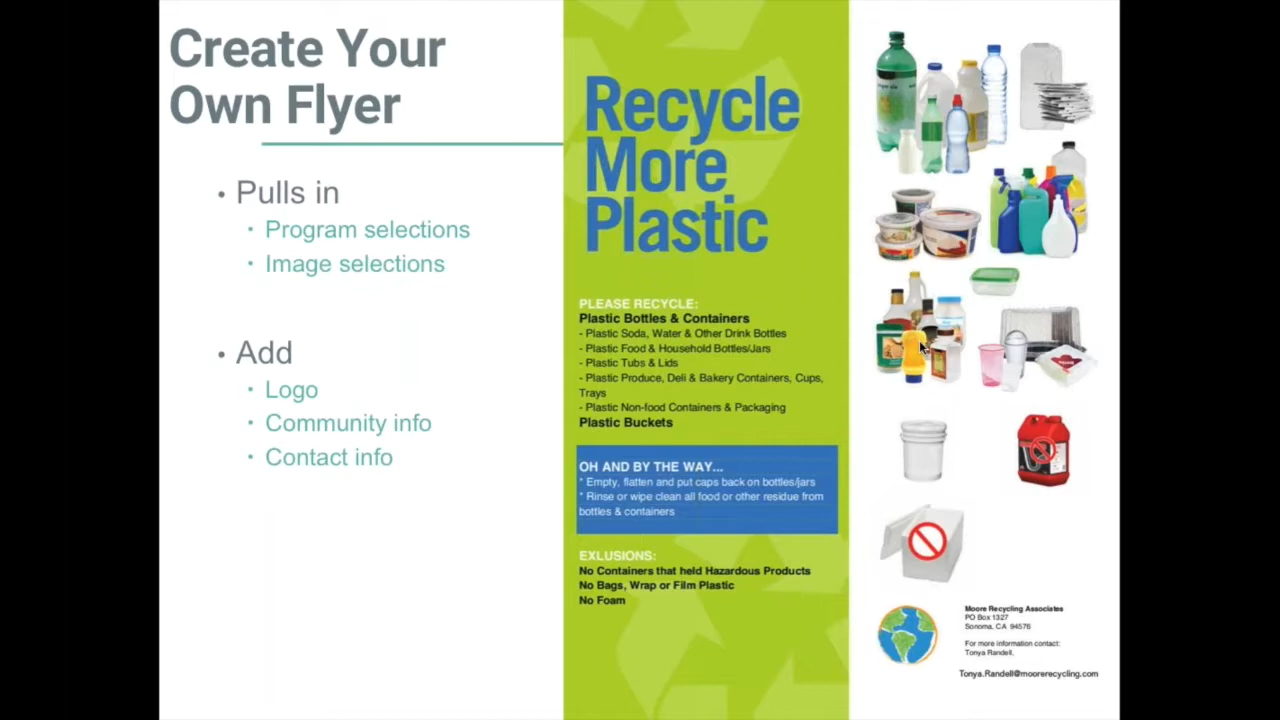 Create Your
Own Flyer
• Pulls in
• Program selections
• Image selections
• Add
• Logo
• Community info
• Contact info
Recycle
More
Plastic
PLEASE RECYCLE:
Plastic Bottles & Containers
- Plastic Soda, Water & Other Drink Bottles
- Plastic Food & Household Bottles/Jars
- Plastic Tubs & Lids
- Plastic Produce, Deli & Bakery Containers, Cups,
Trays
- Plastic Non-food Containers & Packaging
Plastic Buckets
OH AND BY THE WAY...
* Empty, flatten and put caps back on bottles/jars
* Rinse or wipe clean all food or other residue from
bottles & containers
EXLUSIONS:
No Containers that held Hazardous Products
No Bags, Wrap or Film Plastic
No Foam
Moore Recycling Associates
PO Box 1327
Sonoma, CA 94576
For more information contact:
Tonya Randell,
Tonya.Randell@moorerecycling.com